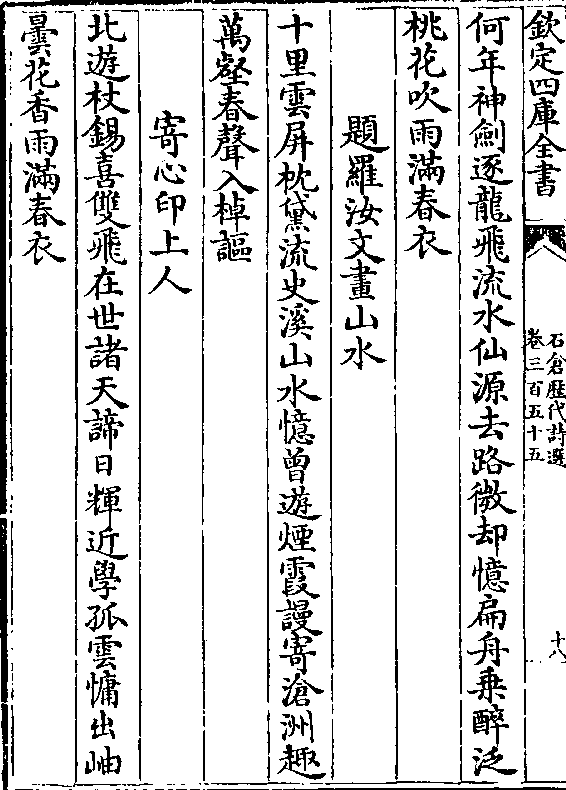 欽定四庫全書
石倉歷代詩選
卷三百五十五
十八
何年神劍逐龍飛流水仙源去路微却憶扁舟乗醉泛
桃花吹雨滿春衣
題羅汝文畫山水
十里雲屏枕黛流史溪山水憶曾遊煙霞謾寄滄洲趣
萬壑春聲入棹謳
寄心印上人
北遊杖錫喜雙飛在世諸天諦日輝近學孤雲慵出岫
曇花香雨滿春衣